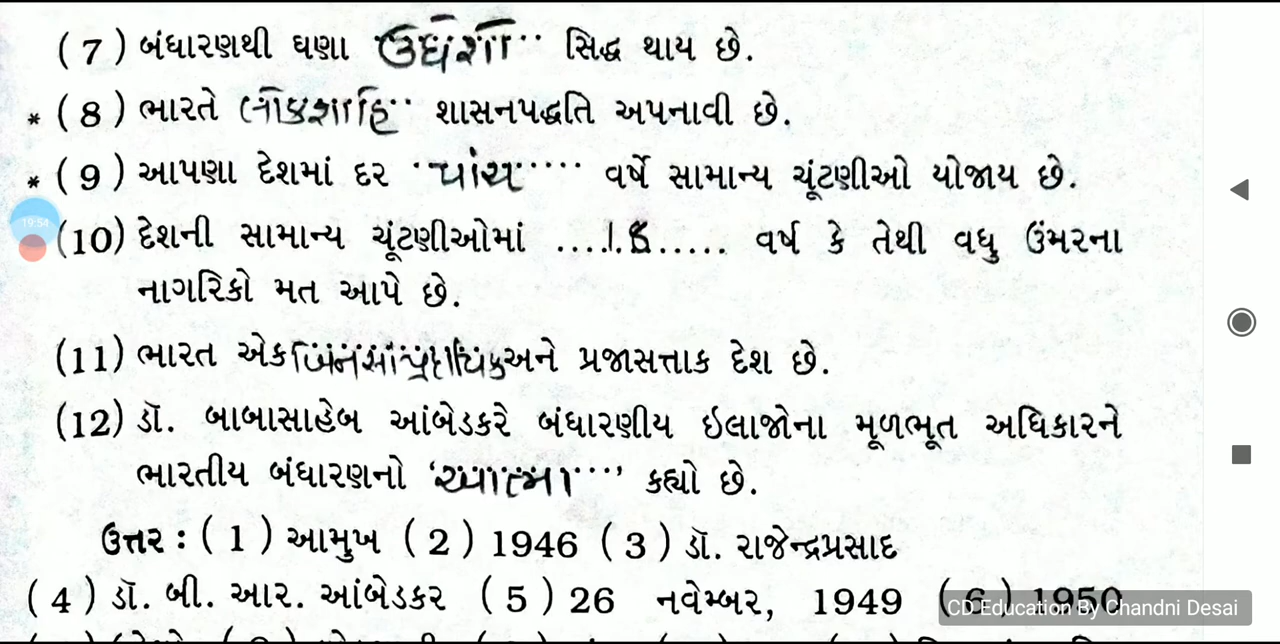 (7) બંધારણથી ઘણા ઉદ્દેશો સિદ્ધ થાય છે.
* (8) ભારતે લોકશાહિ શાસનપદ્ધતિ અપનાવી છે.
* (9) આપણા દેશમાં દર પાંચ વર્ષે સામાન્ય ચૂંટણીઓ યોજાય છે.
19:54
(10) દેશની સામાન્ય ચૂંટણીઓમાં ....18..... વર્ષ કે તેથી વધુ ઉંમરના
નાગરિકો મત આપે છે.
(11) ભારત એક બિનસાંપ્રદાયિક અને પ્રજાસત્તાક દેશ છે.
(12) ડૉ. બાબાસાહેબ આંબેડકરે બંધારણીય ઇલાજોના મૂળભૂત અધિકારને
ભારતીય બંધારણનો ‘આત્મા...’ કહ્યો છે.
ઉત્તર : (1) આમુખ (2) 1946 (3) ડૉ. રાજેન્દ્રપ્રસાદ
(4) ડૉ. બી. આર. આંબેડકર (5) 26 નવેમ્બર, 1949 (6) 1950
CD Education By Chandni Desai